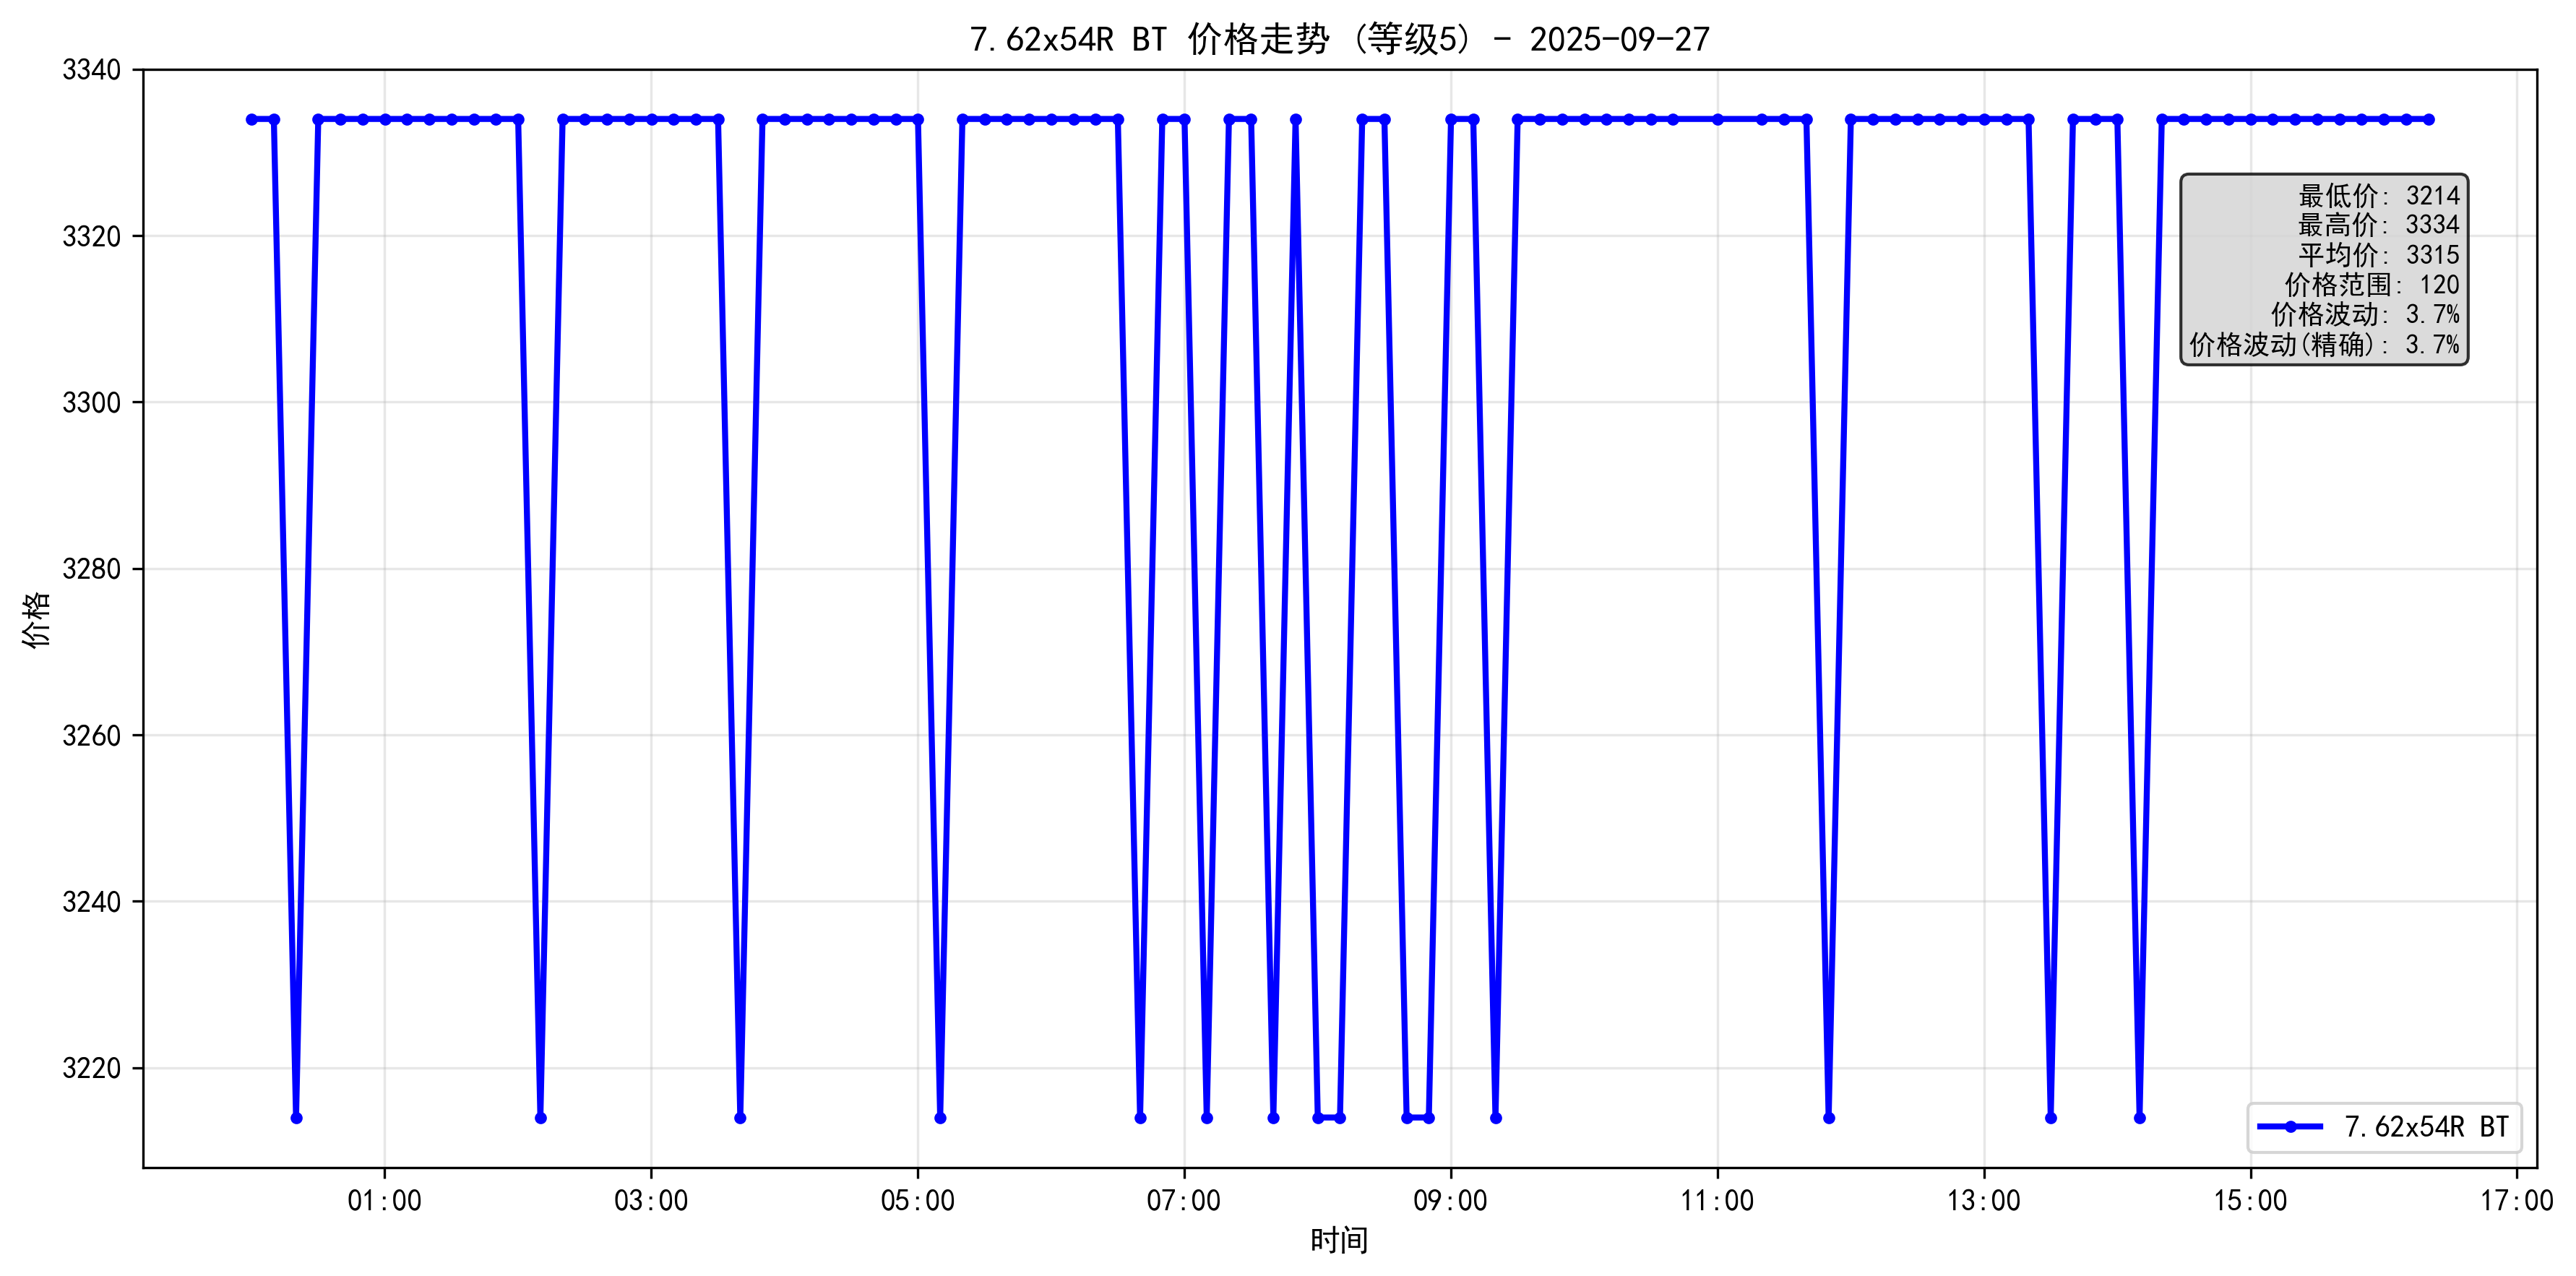 7.62x54R BT 价格走势 (等级5) - 2025-09-27
3340
3320
3300
3280
3260
3240
3220
价格
最低价: 3214
最高价: 3334
平均价: 3315
价格范围: 120
价格波动: 3.7%
价格波动(精确): 3.7%
7.62x54R BT
01:00 03:00 05:00 07:00 09:00 11:00 13:00 15:00 17:00
时间